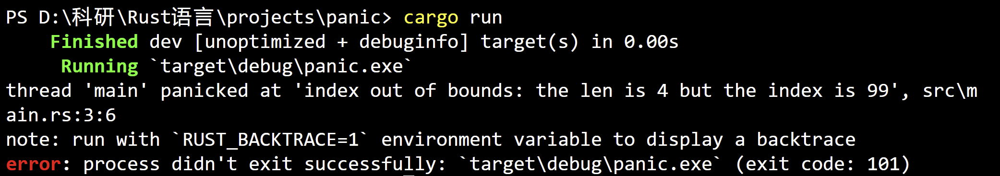 PS D:\科研\Rust语言\projects\panic> cargo run
    Finished dev [unoptimized + debuginfo] target(s) in 0.00s
     Running `target\debug\panic.exe`
thread 'main' panicked at 'index out of bounds: the len is 4 but the index is 99', src\m
ain.rs:3:6
note: run with `RUST_BACKTRACE=1` environment variable to display a backtrace
error: process didn't exit successfully: `target\debug\panic.exe` (exit code: 101)